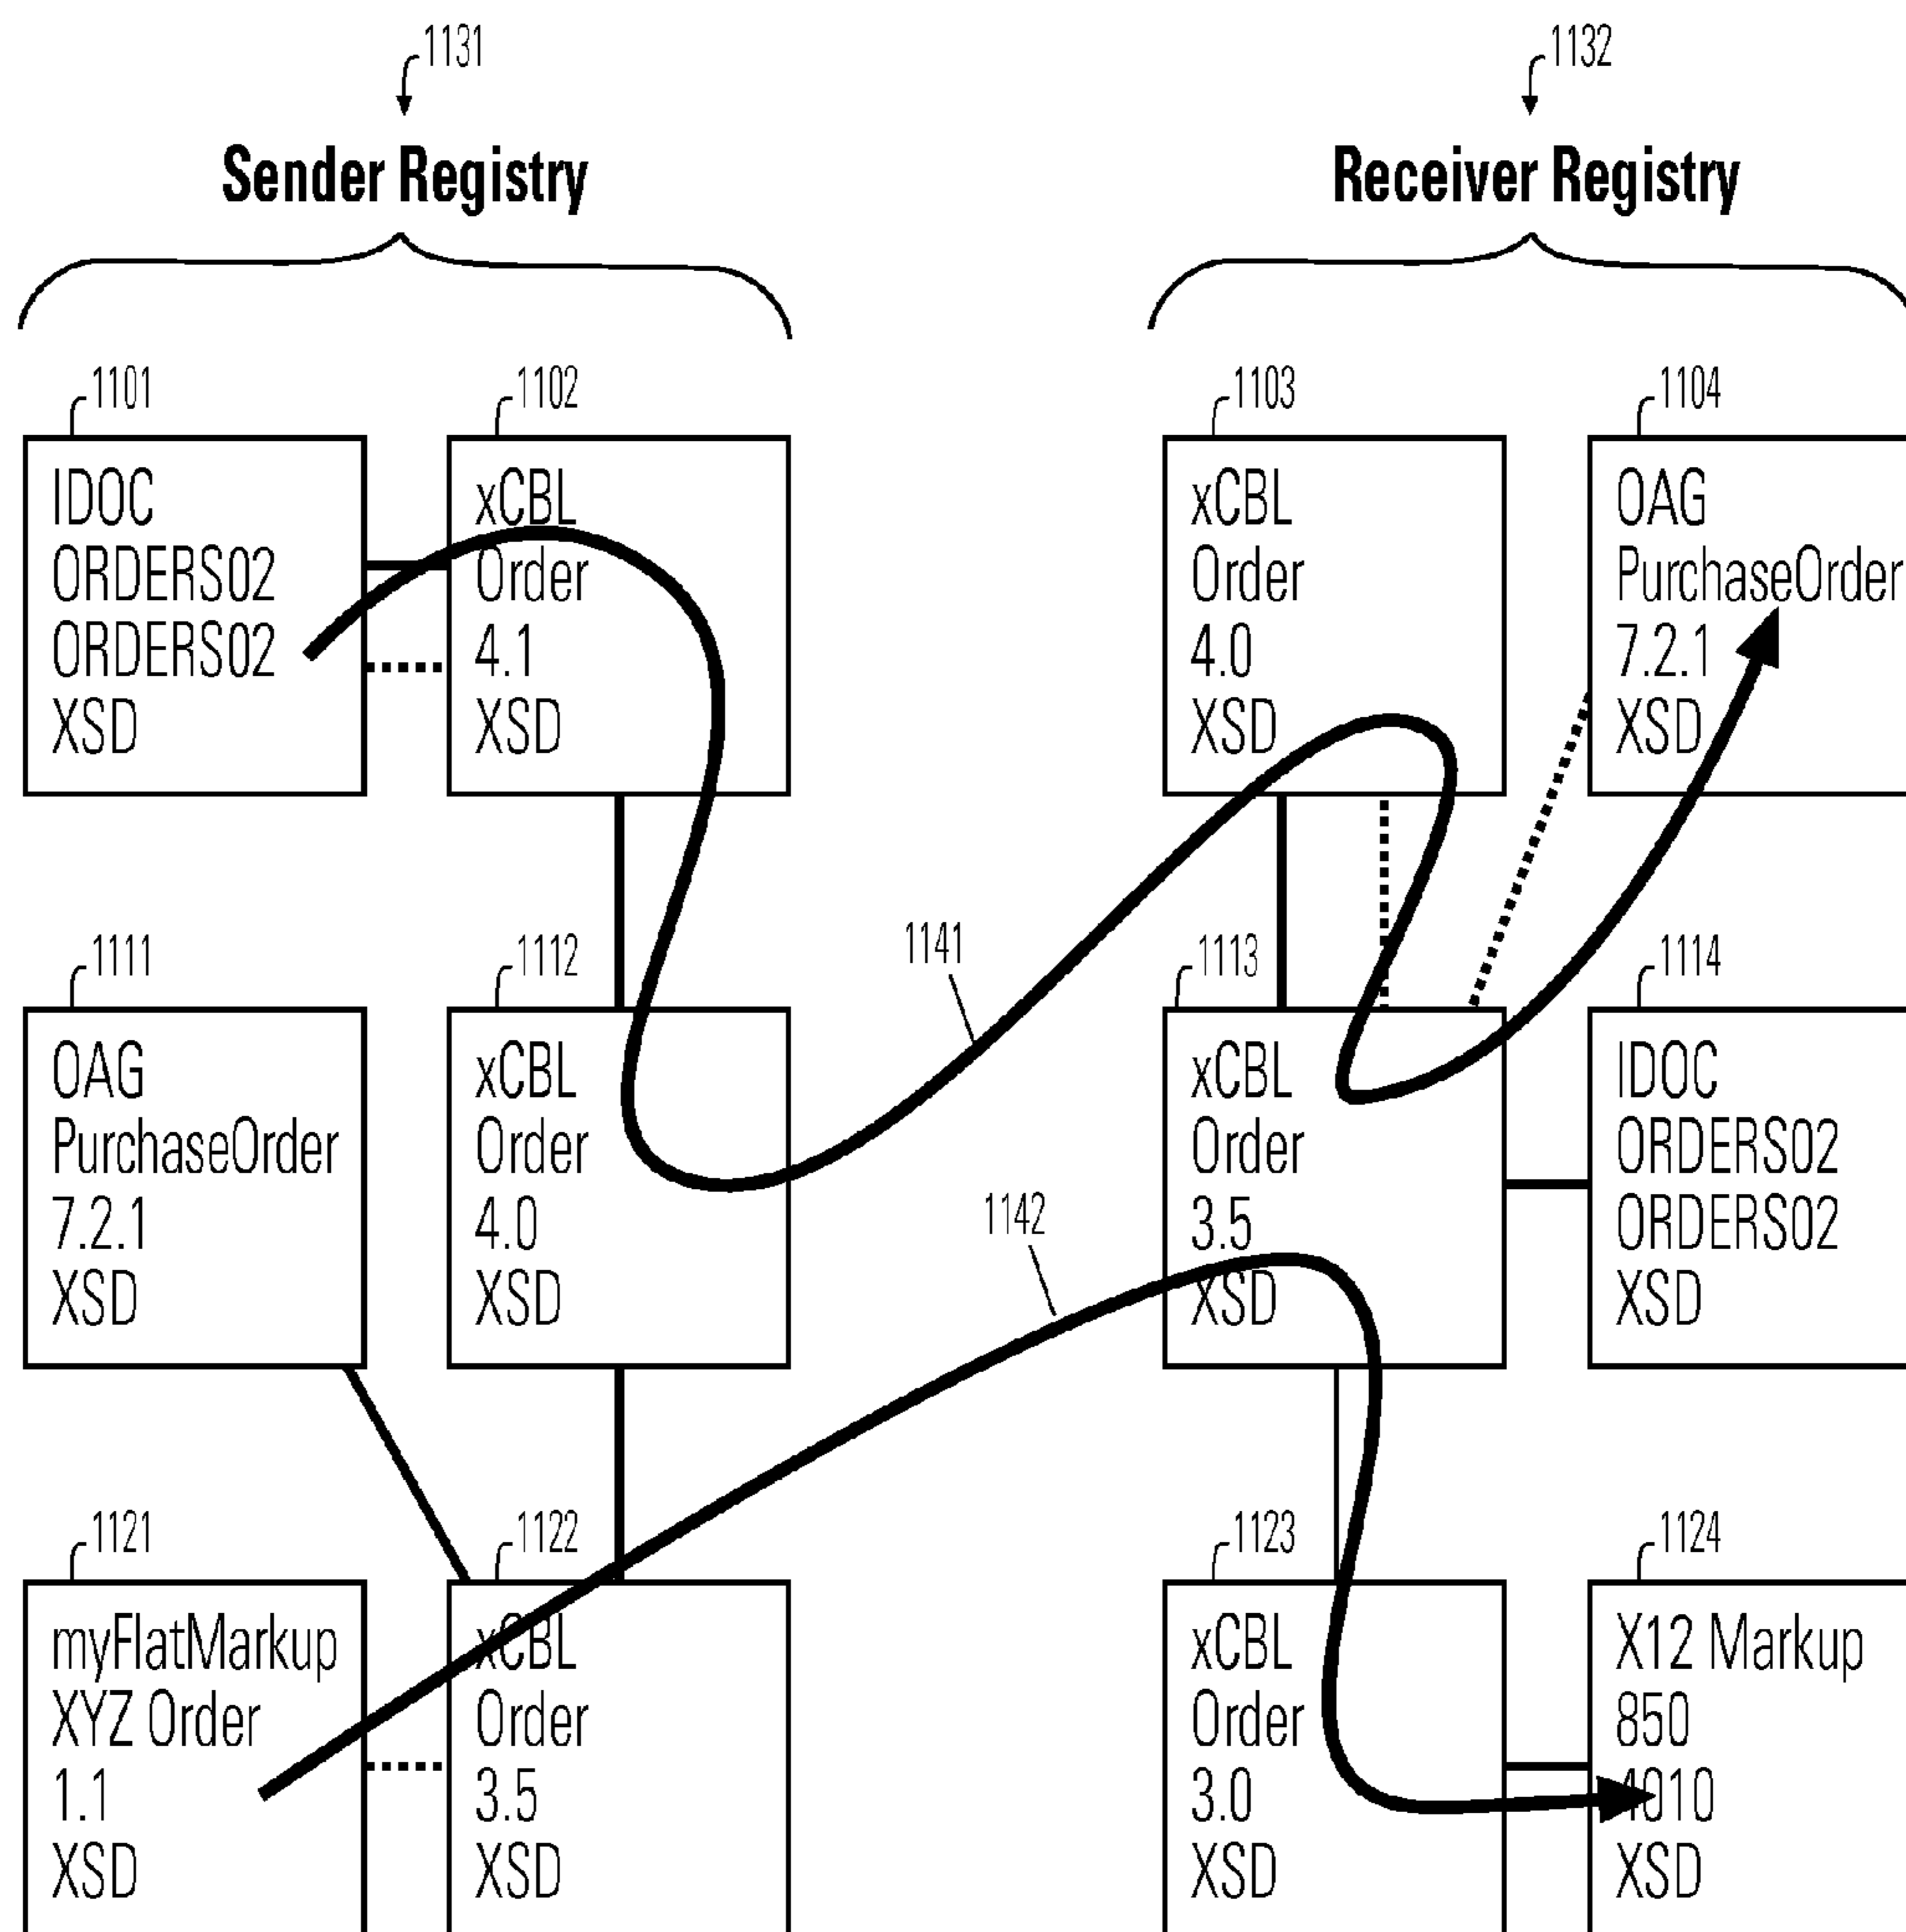 1131
1132
Sender Registry
Receiver Registry
1101
1102
1103
1104
IDOC
ORDERS02
ORDERS02
XSD
xCBL
Order
4.1
XSD
xCBL
Order
4.0
XSD
OAG
PurchaseOrder
7.2.1
XSD
1141
1111
1112
1113
1114
OAG
PurchaseOrder
7.2.1
XSD
xCBL
Order
4.0
XSD
1142
xCBL
Order
3.5
XSD
IDOC
ORDERS02
ORDERS02
XSD
1121
1122
1123
1124
myFlatMarkup
XYZ Order
1.1
XSD
xCBL
Order
3.5
XSD
xCBL
Order
3.0
XSD
X12 Markup
850
4010
XSD